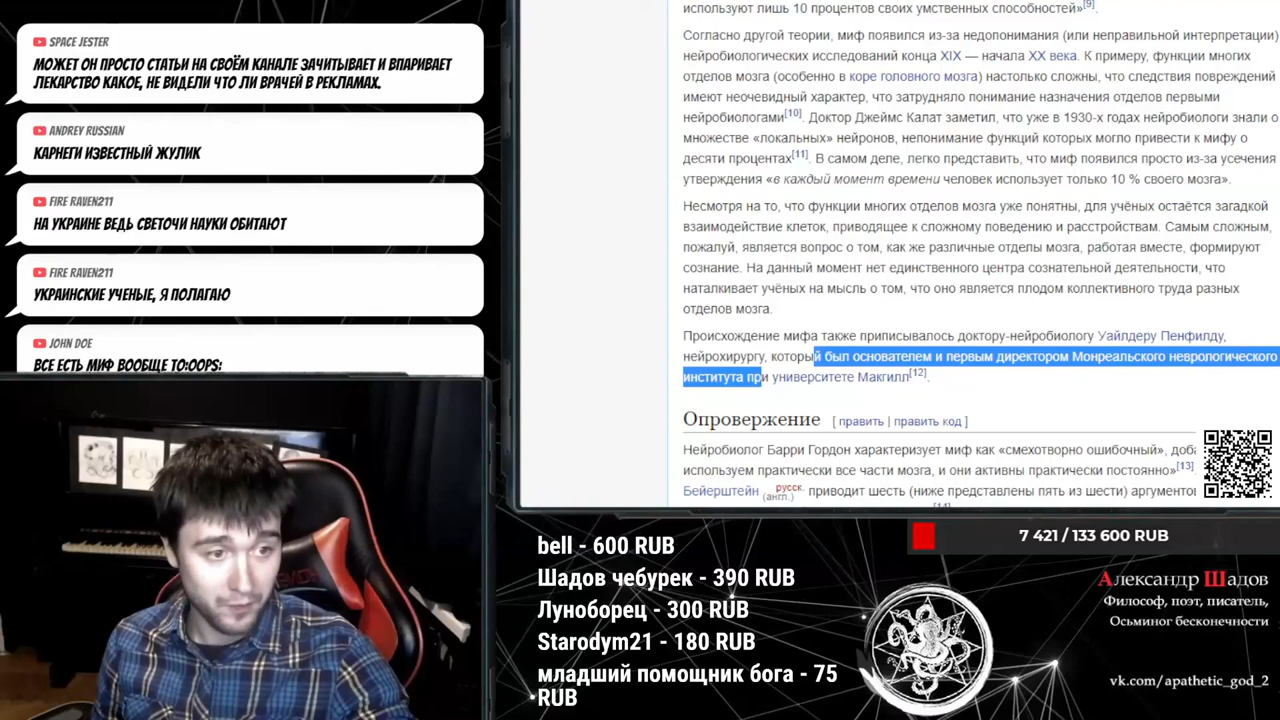 SPACE JESTER
МОЖЕТ ОН ПРОСТО СТАТЬИ НА СВОЁМ КАНАЛЕ ЗАЧИТЫВАЕТ И ВПАРИВАЕТ
ЛЕКАРСТВО КАКОЕ, НЕ ВИДЕЛИ ЧТО ЛИ ВРАЧЕЙ В РЕКЛАМАХ.
ANDREY RUSSIAN
КАРНЕГИ ИЗВЕСТНЫЙ ЖУЛИК
FIRE RAVEN211
НА УКРАИНЕ ВЕДЬ СВЕТОЧИ НАУКИ ОБИТАЮТ
FIRE RAVEN211
УКРАИНСКИЕ УЧЕНЫЕ, Я ПОЛАГАЮ
JOHN DOE
ВСЕ ЕСТЬ МИФ ВООБЩЕ ТО:OOPS:
используют лишь 10 процентов своих умственных способностей»[9].
Согласно другой теории, миф появился из-за недопонимания (или неправильной интерпретации)
нейробиологических исследований конца XIX — начала XX века. К примеру, функции многих
отделов мозга (особенно в коре головного мозга) настолько сложны, что следствия повреждений
имеют неочевидный характер, что затрудняло понимание назначения отделов первыми
нейробиологами[10]. Доктор Джеймс Калат заметил, что уже в 1930-х годах нейробиологи знали о
множестве «локальных» нейронов, непонимание функций которых могло привести к мифу о
десяти процентах[11]. В самом деле, легко представить, что миф появился просто из-за усечения
утверждения «в каждый момент времени человек использует только 10 % своего мозга».
Несмотря на то, что функции многих отделов мозга уже понятны, для учёных остаётся загадкой
взаимодействие клеток, приводящее к сложному поведению и расстройствам. Самым сложным,
пожалуй, является вопрос о том, как же различные отделы мозга, работая вместе, формируют
сознание. На данный момент нет единственного центра сознательной деятельности, что
наталкивает учёных на мысль о том, что оно является плодом коллективного труда разных
отделов мозга.
Происхождение мифа также приписывалось доктору-нейробиологу Уайлдеру Пенфилду,
нейрохирургу, который был основателем и первым директором Монреальского неврологического
института при университете Макгилл[12].
Опровержение [ править | править код ]
Нейробиолог Барри Гордон характеризует миф как «смехотворно ошибочный», доба
используем практически все части мозга, и они активны практически постоянно»[13]
Бейерштейн русск. (англ.) приводит шесть (ниже представлены пять из шести) аргументов
bell - 600 RUB
Шадов чебурек - 390 RUB
Луноборец - 300 RUB
Starodym21 - 180 RUB
младший помощник бога - 75
RUB
7 421 / 133 600 RUB
Александр Шадов
Философ, поэт, писатель,
Осьминог бесконечности
vk.com/apathetic_god_2